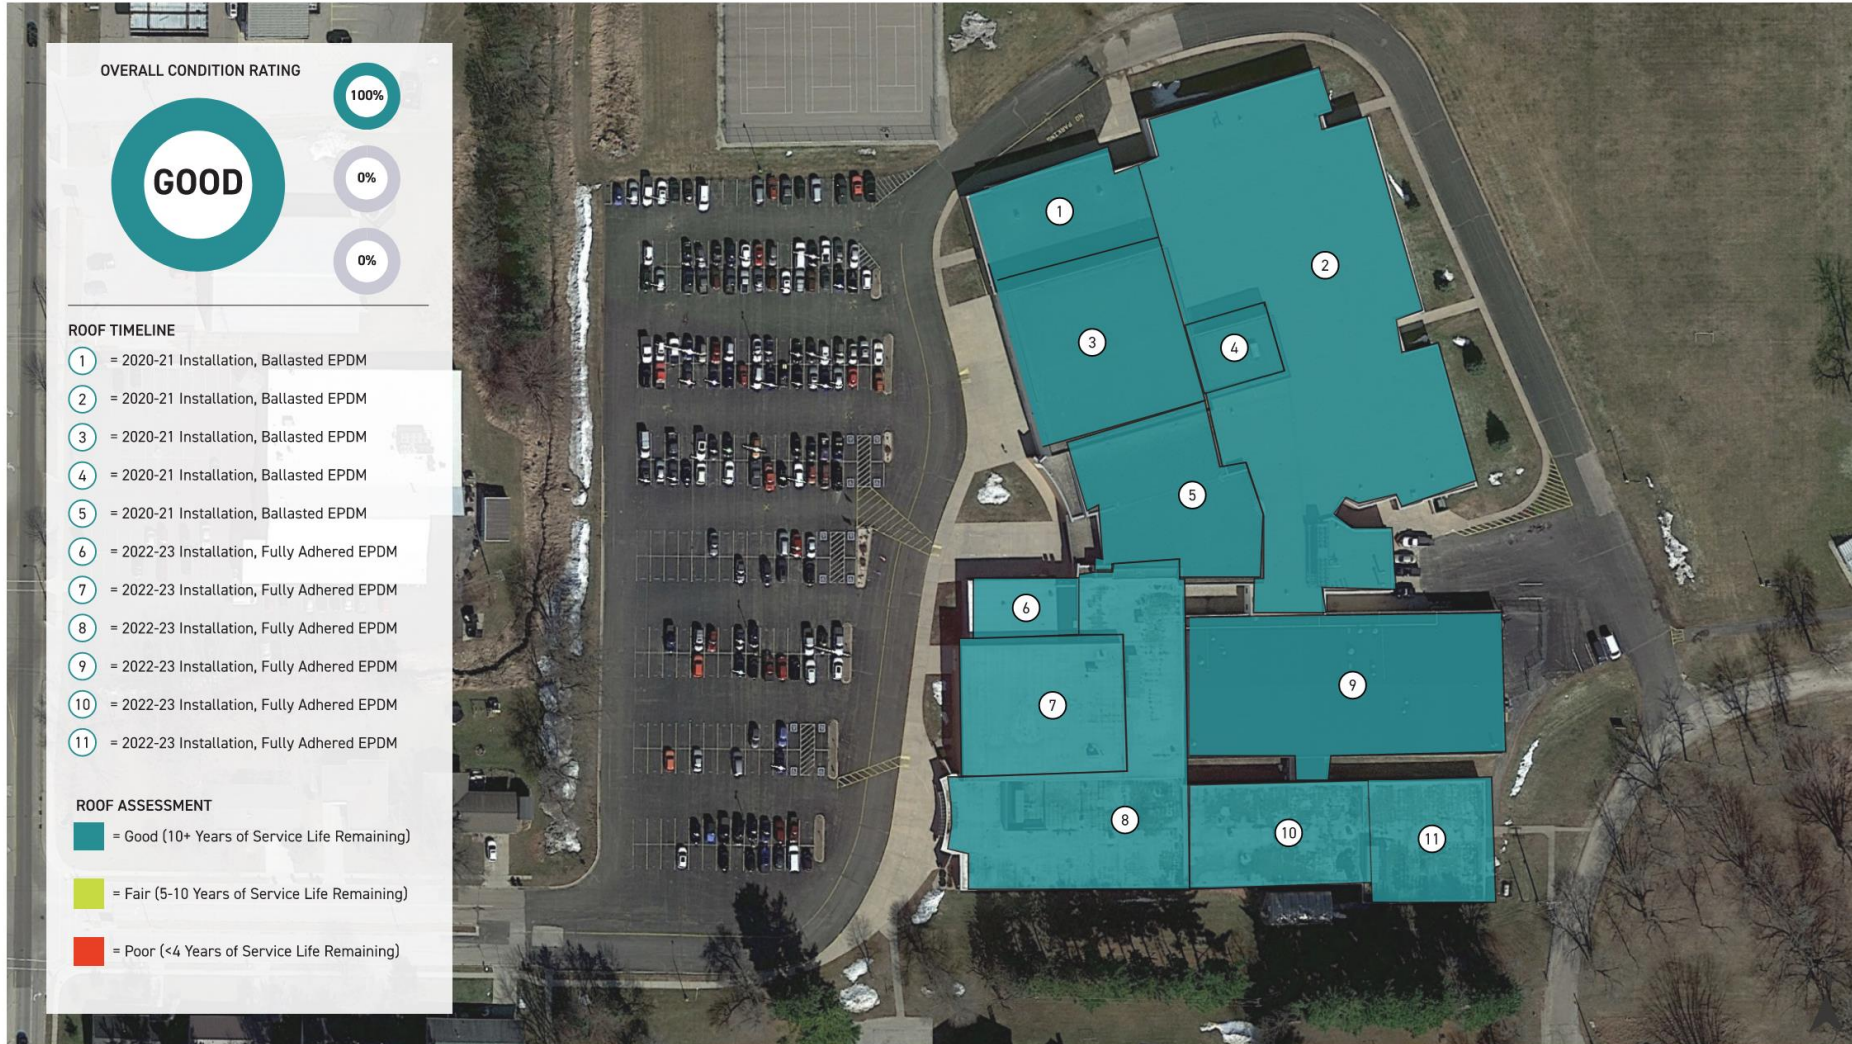 OVERALL CONDITION RATING
GOOD
100%
0%
0%
ROOF TIMELINE
1 = 2020-21 Installation, Ballasted EPDM
2 = 2020-21 Installation, Ballasted EPDM
3 = 2020-21 Installation, Ballasted EPDM
4 = 2020-21 Installation, Ballasted EPDM
5 = 2020-21 Installation, Ballasted EPDM
6 = 2022-23 Installation, Fully Adhered EPDM
7 = 2022-23 Installation, Fully Adhered EPDM
8 = 2022-23 Installation, Fully Adhered EPDM
9 = 2022-23 Installation, Fully Adhered EPDM
10 = 2022-23 Installation, Fully Adhered EPDM
11 = 2022-23 Installation, Fully Adhered EPDM
ROOF ASSESSMENT
= Good (10+ Years of Service Life Remaining)
= Fair (5-10 Years of Service Life Remaining)
= Poor (<4 Years of Service Life Remaining)
NO PARKING
1
2
3
4
5
6
7
9
8
10
11